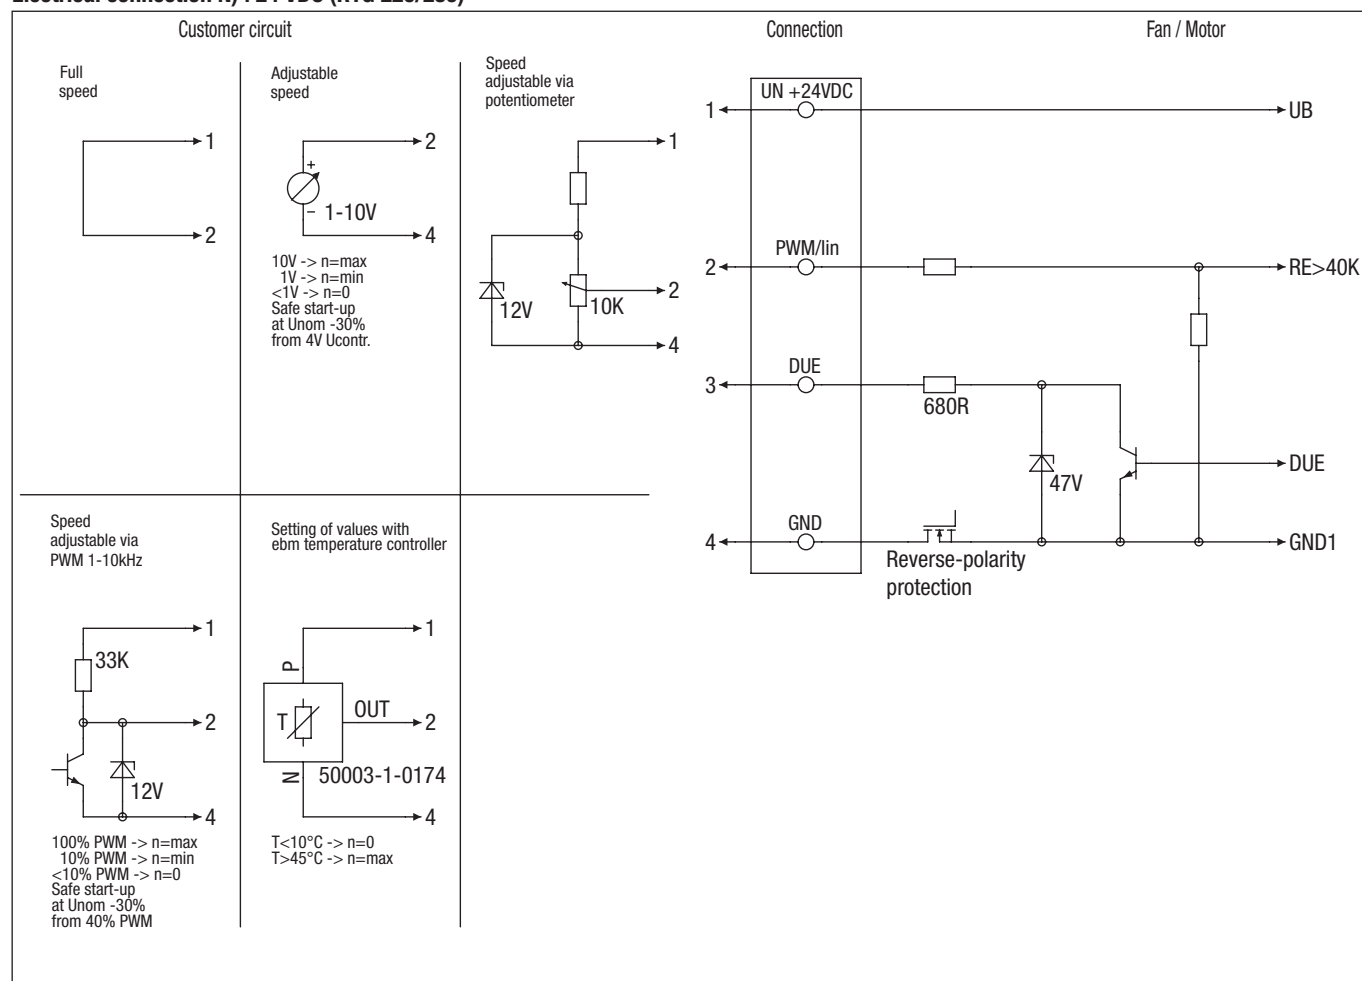 Customer circuit
Connection
Fan / Motor
Full
speed
1
2
Adjustable
speed
2
+
–
1-10V
4
10V -> n=max
1V -> n=min
<1V -> n=0
Safe start-up
at Unom -30%
from 4V Ucontr.
Speed
adjustable via
potentiometer
1
12V
10K
2
4
UN +24VDC
1
UB
PWM/lin
2
RE>40K
DUE
3
680R
47V
DUE
GND
4
GND1
Reverse-polarity
protection
Speed
adjustable via
PWM 1-10kHz
1
33K
2
12V
4
100% PWM -> n=max
10% PWM -> n=min
<10% PWM -> n=0
Safe start-up
at Unom -30%
from 40% PWM
Setting of values with
ebm temperature controller
1
P
T
OUT
2
N
50003-1-0174
4
T<10°C -> n=0
T>45°C -> n=max